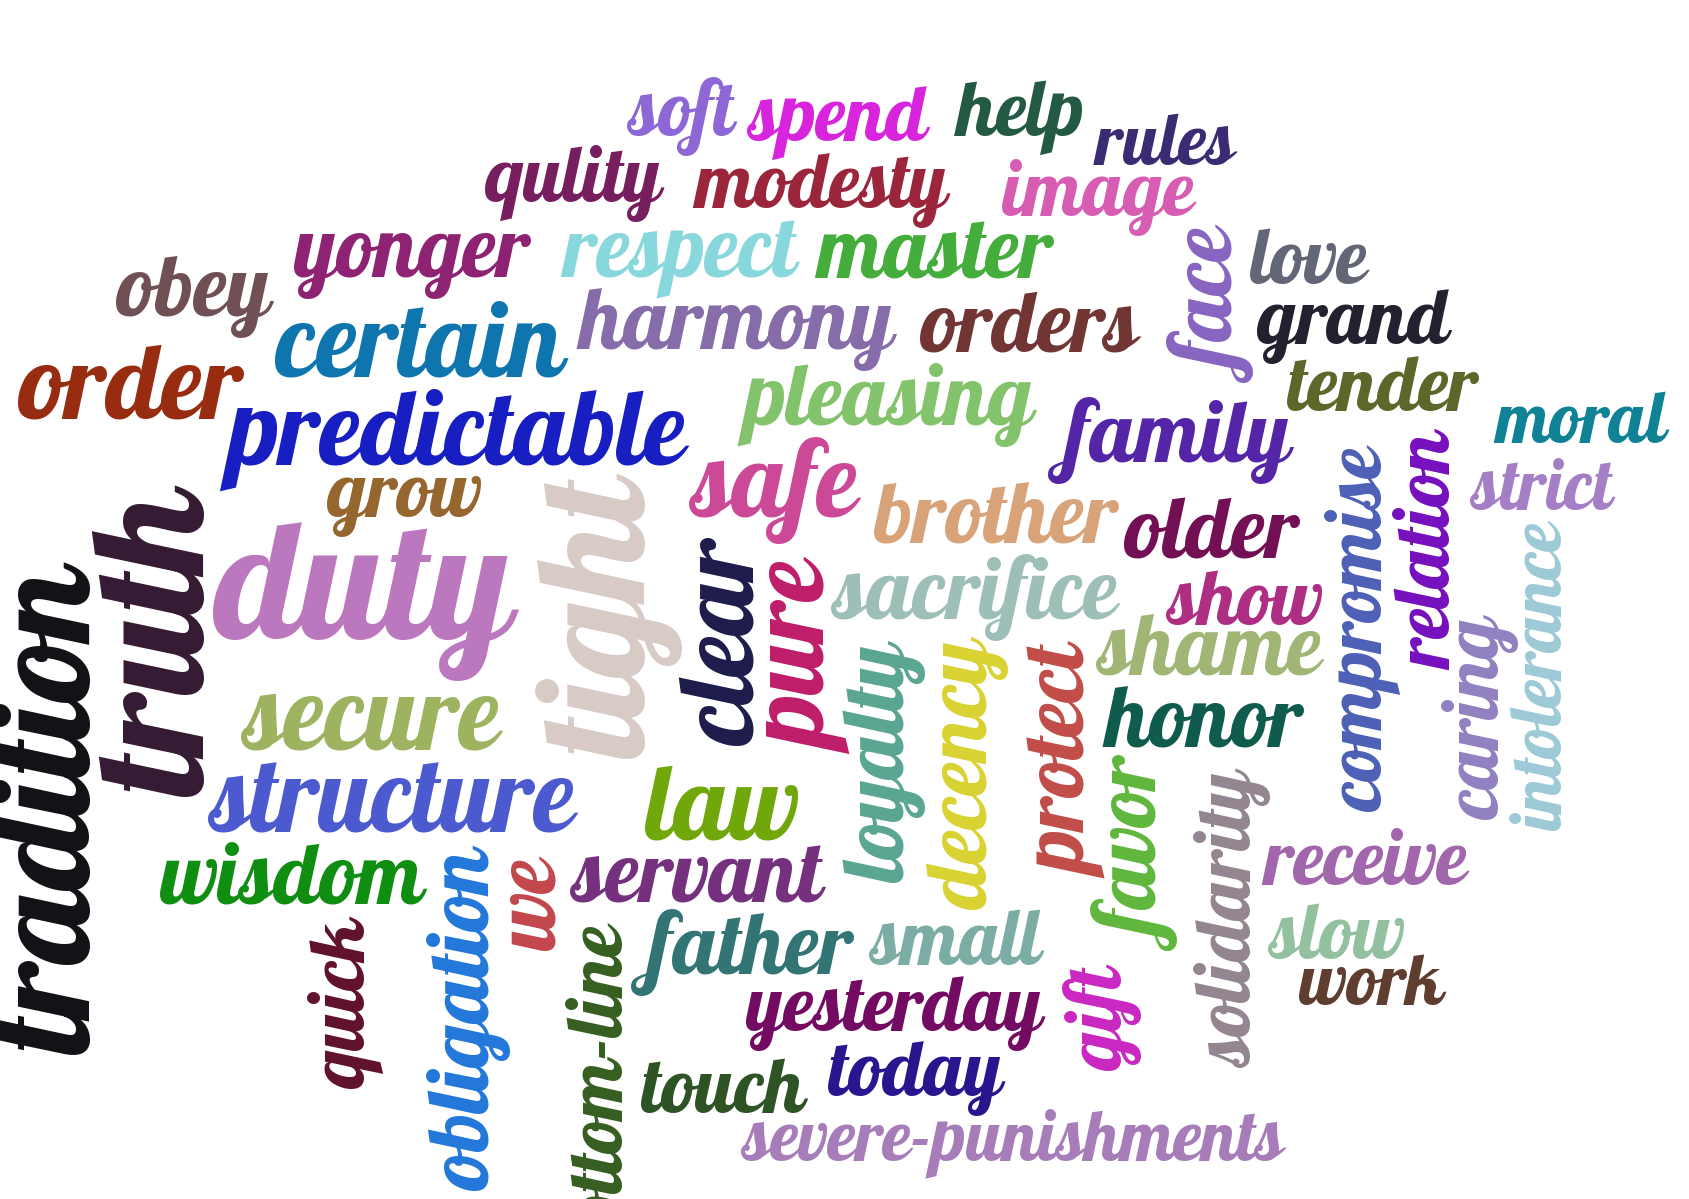 soft
spend
help
rules
qulity
modesty
image
yonger
respect
master
face
love
obey
certain
harmony
orders
grand
order
predictable
pleasing
family
tender
moral
truth
grow
tight
safe
brother
older
compromise
relation
strict
tradition
duty
clear
pure
sacrifice
show
shame
caring
intolerance
secure
loyalty
decency
protect
honor
structure
law
favor
solidarity
wisdom
obligation
we
servant
receive
quick
ottom-line
father
small
slow
yesterday
gift
work
touch
today
severe-punishments